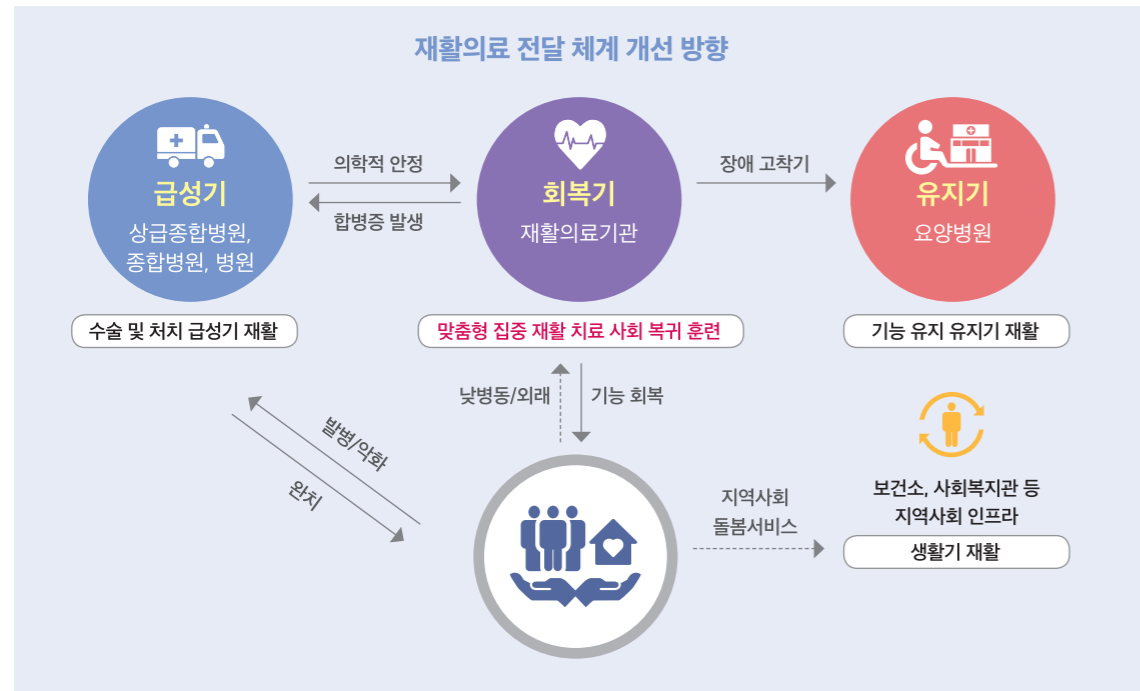 재활의료 전달 체계 개선 방향
급성기
상급종합병원,
종합병원, 병원
수술 및 처치 급성기 재활
의학적 안정
합병증 발생
회복기
재활의료기관
맞춤형 집중 재활 치료 사회 복귀 훈련
장애 고착기
유지기
요양병원
기능 유지 유지기 재활
낮병동/외래
기능 회복
발병/악화
완치
지역사회
돌봄서비스
보건소, 사회복지관 등
지역사회 인프라
생활기 재활